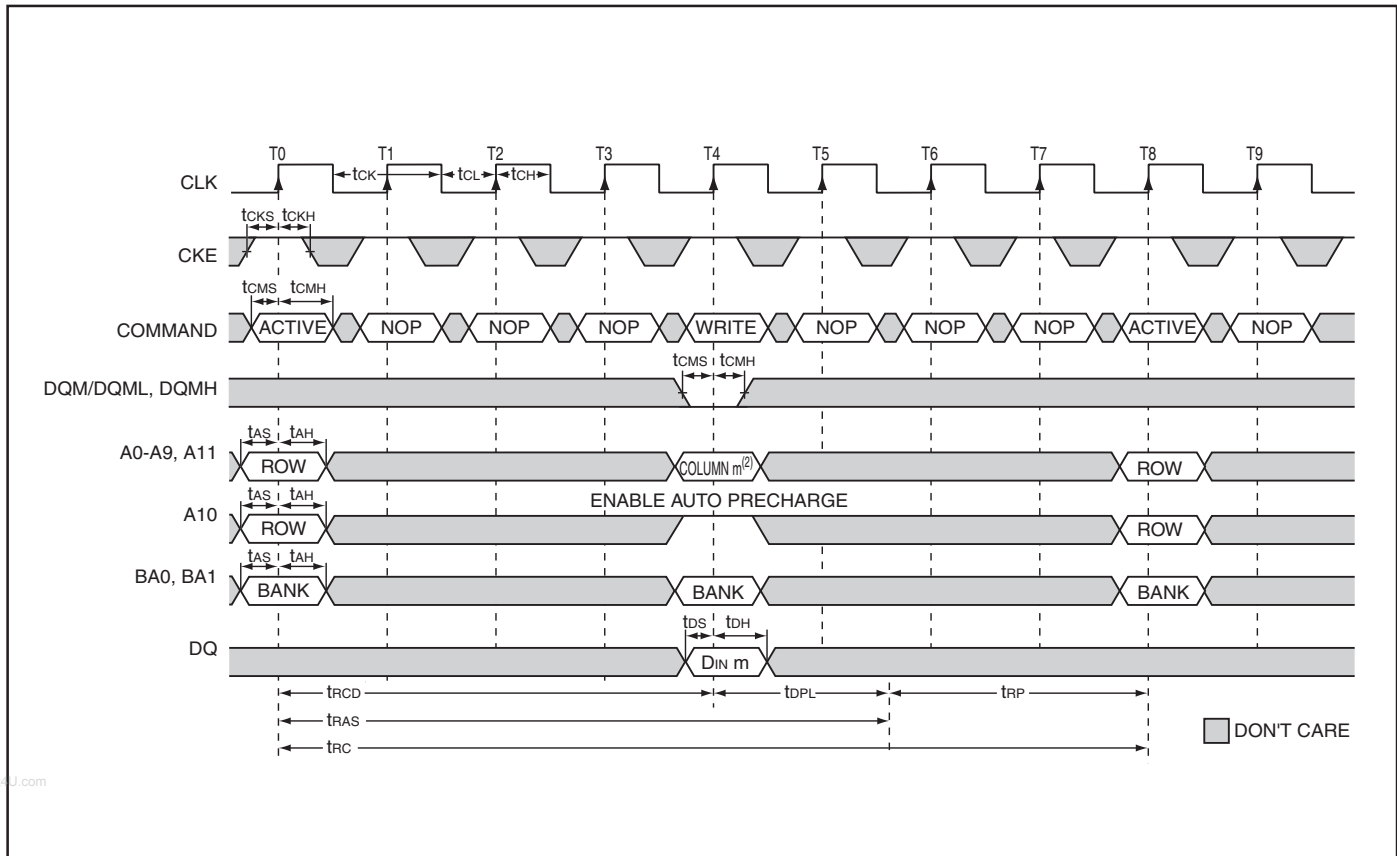 T0 T1 T2 T3 T4 T5 T6 T7 T8 T9
CLK tCK tCL tCH
tCKS tCKH
CKE
tCMS tCMH
COMMAND ACTIVE NOP NOP NOP WRITE NOP NOP NOP ACTIVE NOP
tCMS tCMH
DQM/DQML, DQMH
tAS tAH
A0-A9, A11 ROW COLUMN m(2) ROW
tAS tAH ENABLE AUTO PRECHARGE
A10 ROW ROW
tAS tAH
BA0, BA1 BANK BANK BANK
tDS tDH
DQ DIN m
tRCD tDPL tRP
tRAS
tRC
DON'T CARE
4U.com